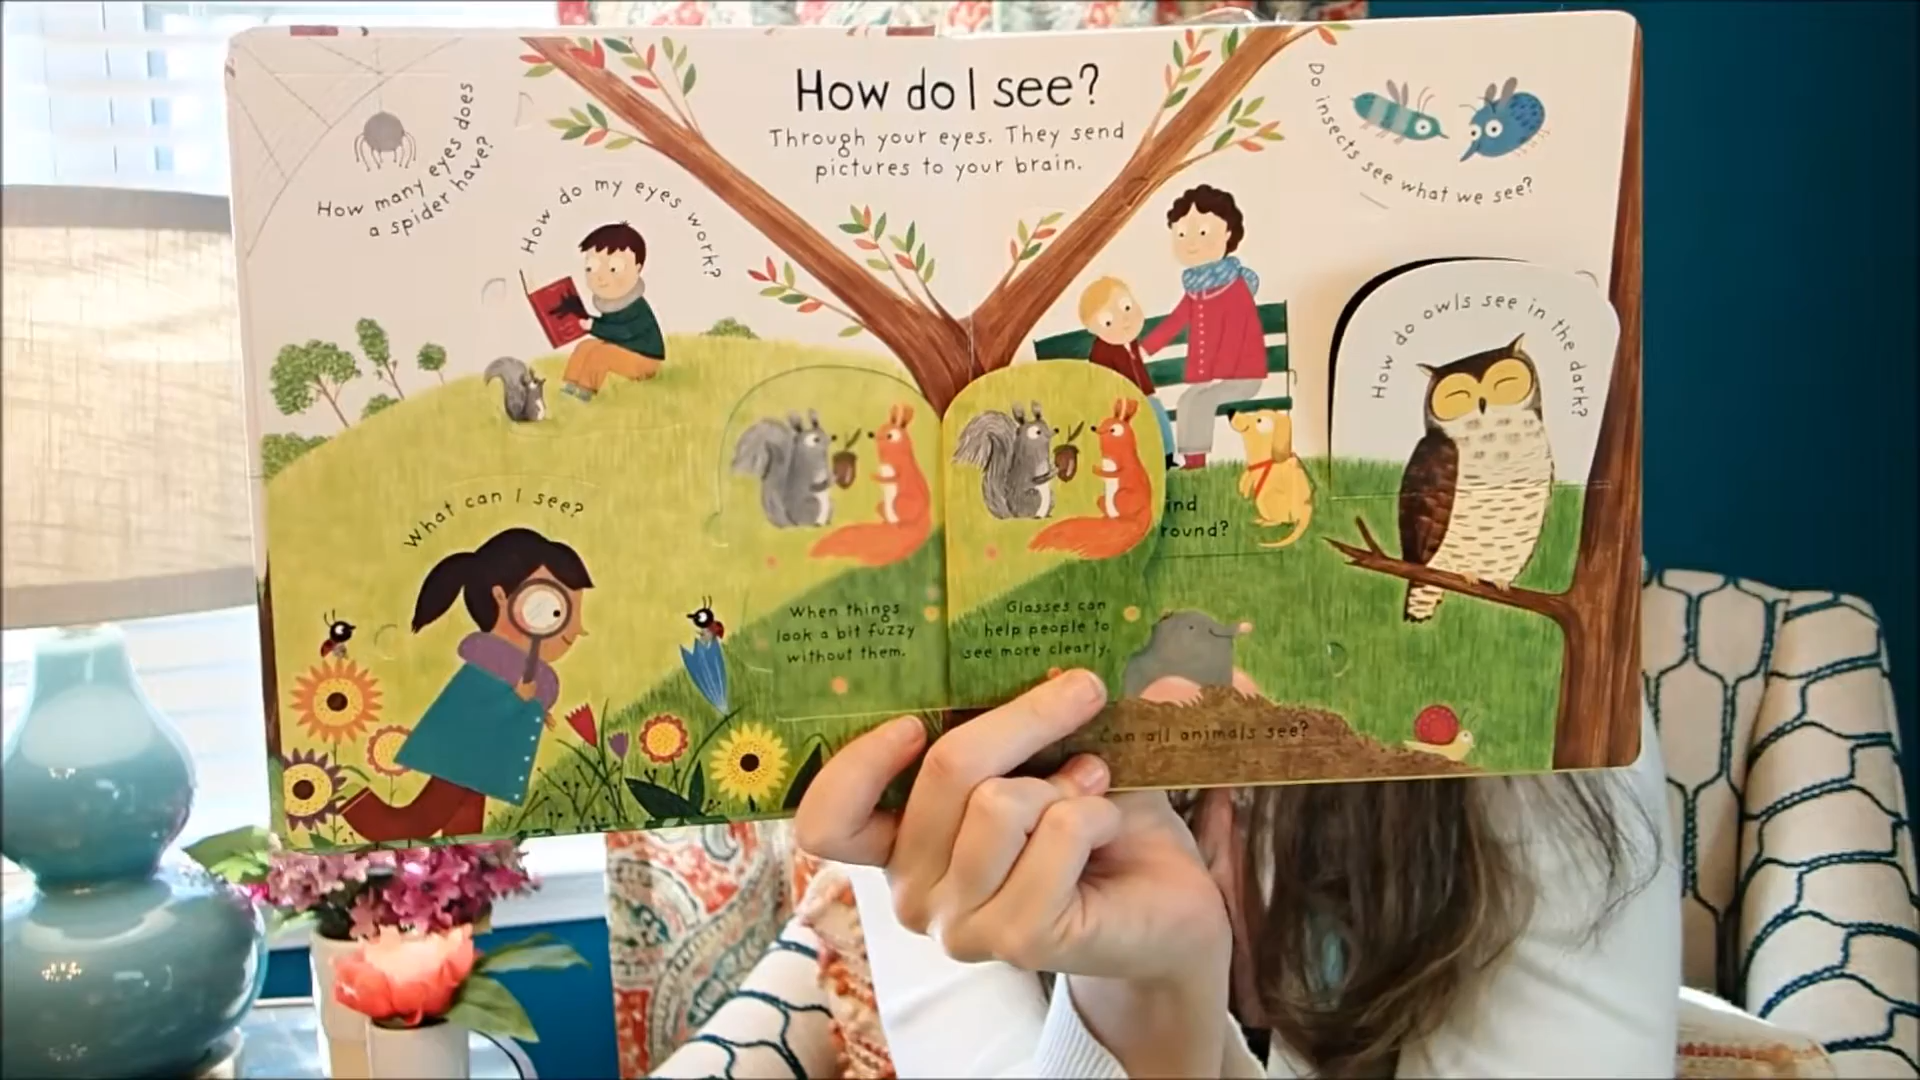 How do I see?
Through your eyes. They send
pictures to your brain.
How many eyes does
a spider have?
How do my eyes work?
Do insects see what we see?
How do owls see in the dark?
What can I see?
round?
When things
look a bit fuzzy
without them.
Glasses can
help people to
see more clearly.
Can all animals see?